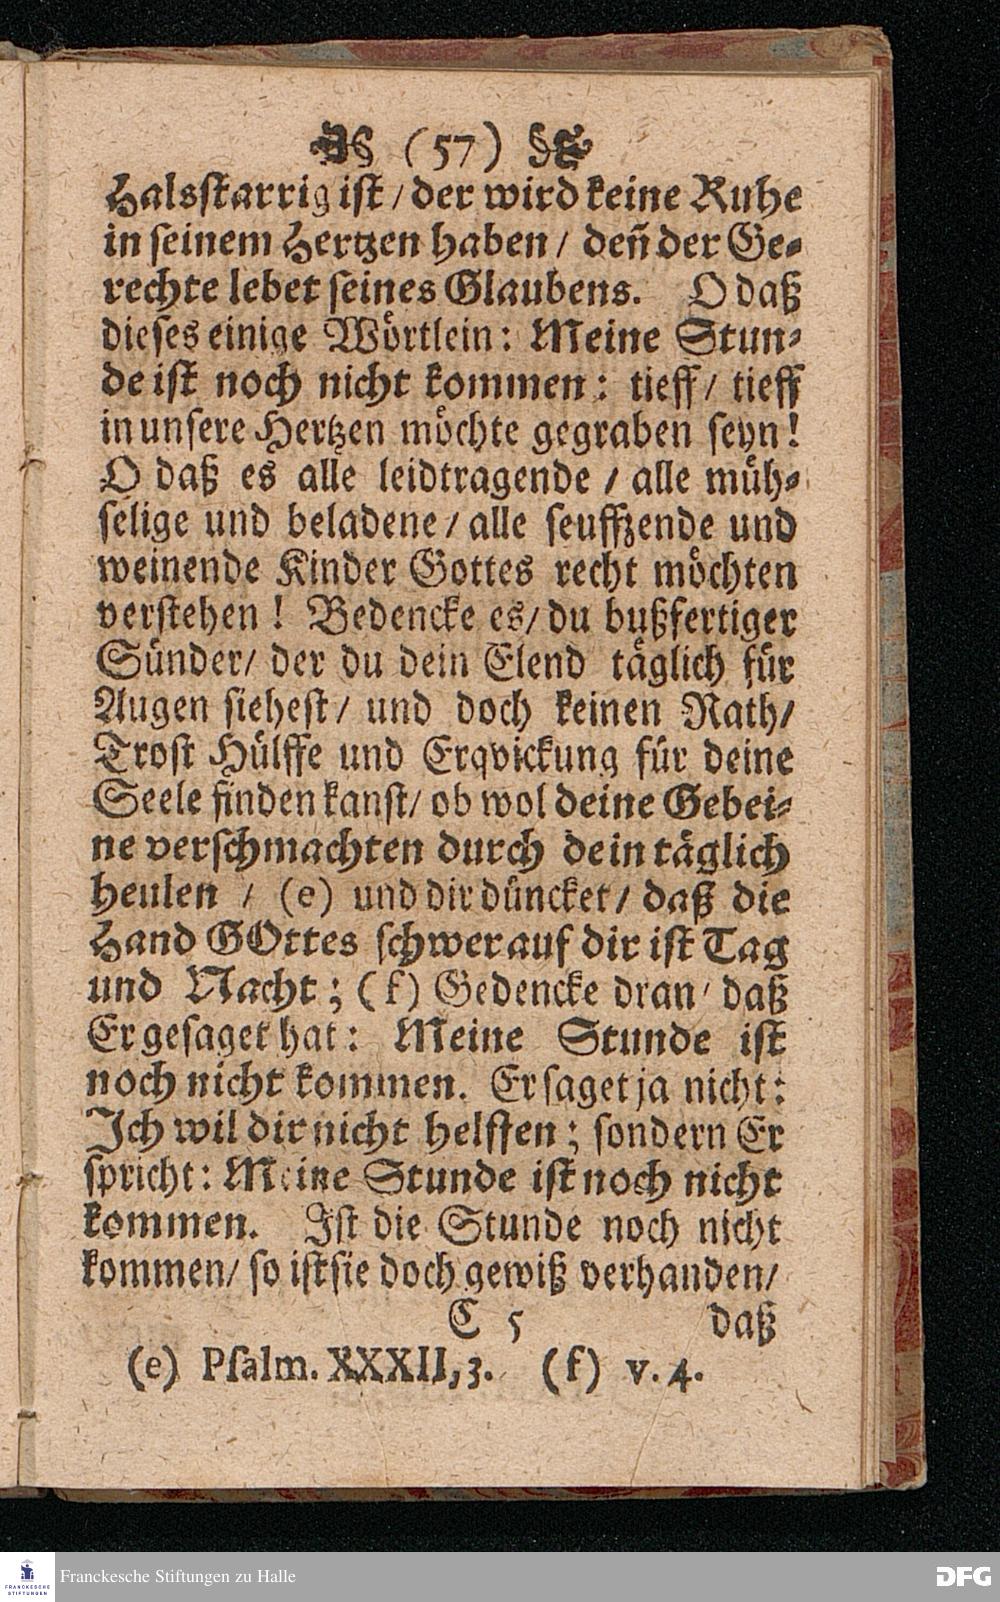 (57)
Halsstarrig ist / der wird keine Ruhe
in seinem Hertzen haben / deñ der Ge-
rechte lebet seines Glaubens. O daß
dieses einige Wörtlein: Meine Stun-
de ist noch nicht kommen: tieff / tieff
in unsere Hertzen möchte gegraben seyn!
O daß es alle leidtragende / alle müh-
selige und beladene / alle seuffzende und
weinende Kinder Gottes recht möchten
verstehen! Bedencke es / du bußfertiger
Sünder / der du dein Elend täglich für
Augen siehest / und doch keinen Rath /
Trost Hülffe und Erqvickung für deine
Seele finden kanst / ob wol deine Gebei-
ne verschmachten durch dein täglich
heulen / (e) und dir düncket / daß die
Hand GOttes schwer auf dir ist Tag
und Nacht; (f) Gedencke dran / daß
Er gesaget hat: Meine Stunde ist
noch nicht kommen. Er saget ja nicht:
Ich wil dir nicht helffen; sondern Er
spricht: Meine Stunde ist noch nicht
kommen. Ist die Stunde noch nicht
kommen / so ist sie doch gewiß verhanden /
C 5 daß
(e) Psalm. XXXII, 3. (f) v. 4.
FRANCKESCHE STIFTUNGEN
Franckesche Stiftungen zu Halle
DFG